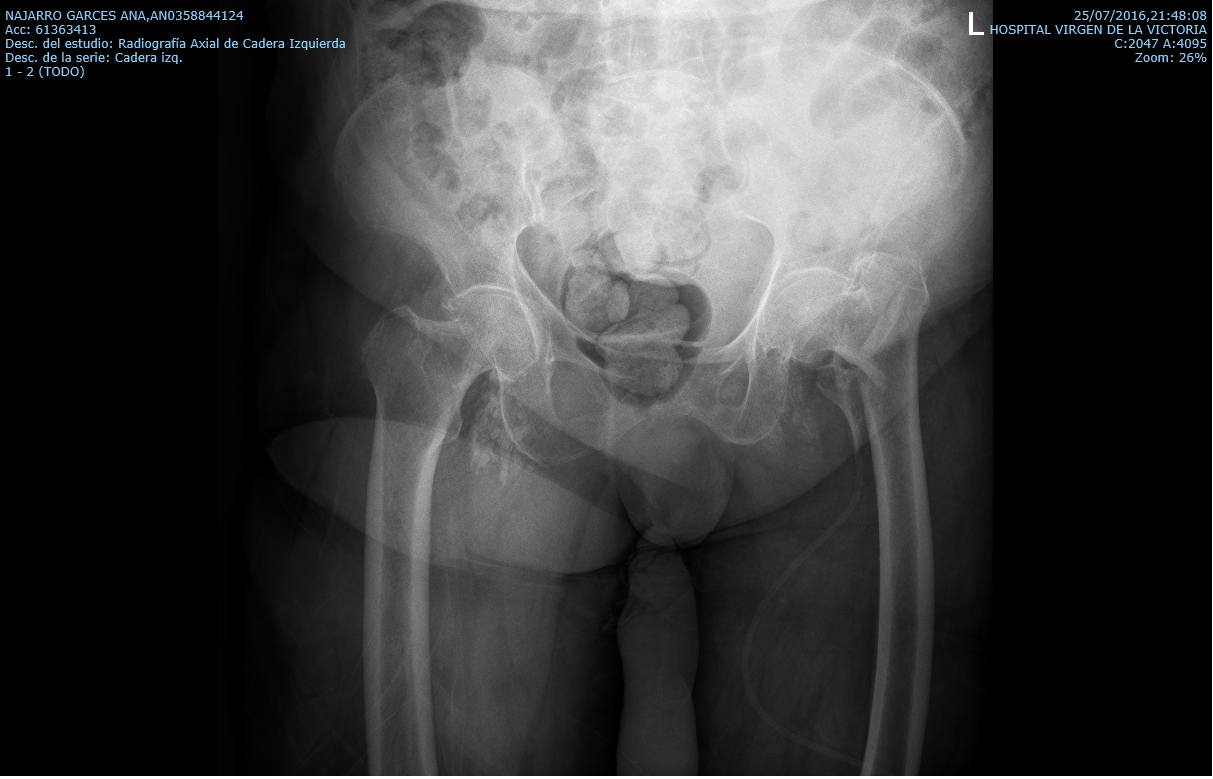 NAJARRO GARCES ANA,AN0358844124
Acc: 61363413
Desc. del estudio: Radiografía Axial de Cadera Izquierda
Desc. de la serie: Cadera izq.
1 - 2 (TODO)
L
25/07/2016,21:48:08
HOSPITAL VIRGEN DE LA VICTORIA
C:2047 A:4095
Zoom: 26%